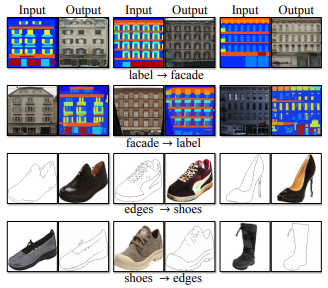 Input Output Input Output Input Output
label → facade
facade → label
edges → shoes
shoes → edges